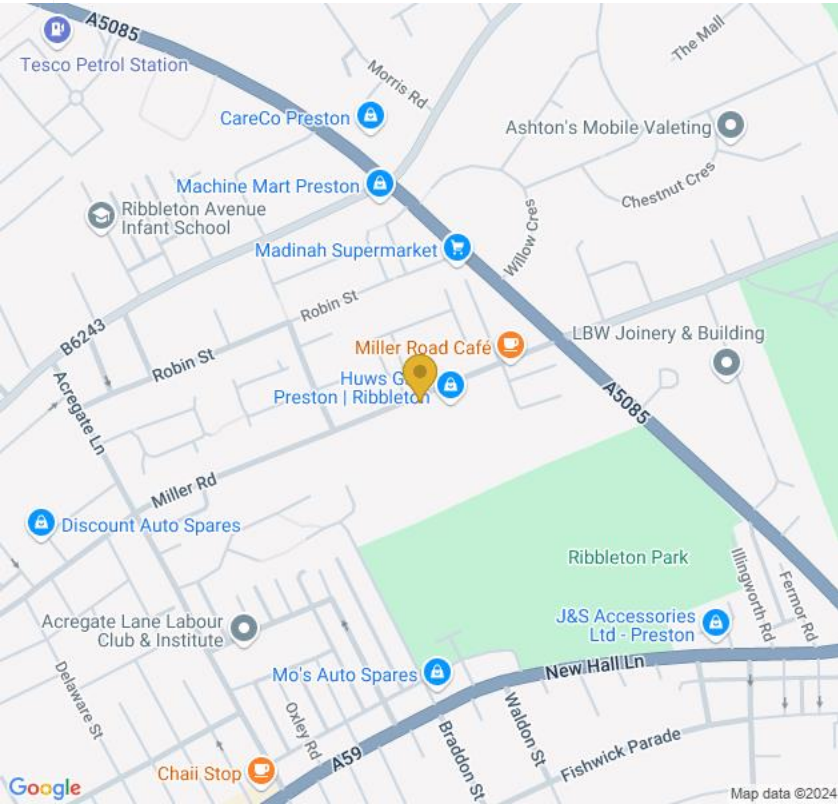 A5085
Tesco Petrol Station
Morris Rd
The Mall
CareCo Preston
Ashton's Mobile Valeting
Machine Mart Preston
Chestnut Cres
Ribbleton Avenue
Infant School
Madinah Supermarket
Willow Cres
Robin St
B6243
Miller Road Café
LBW Joinery & Building
Robin St
Huws G
Preston | Ribbleton
A5085
Acregate Ln
Miller Rd
Discount Auto Spares
Ribbleton Park
Illingworth Rd
Fermor Rd
J&S Accessories
Ltd - Preston
Acregate Lane Labour
Club & Institute
Mo's Auto Spares
New Hall Ln
Delaware St
Oxley Rd
Waldon St
Braddon St
A59
Fishwick Parade
Chaii Stop
Google
Map data ©2024